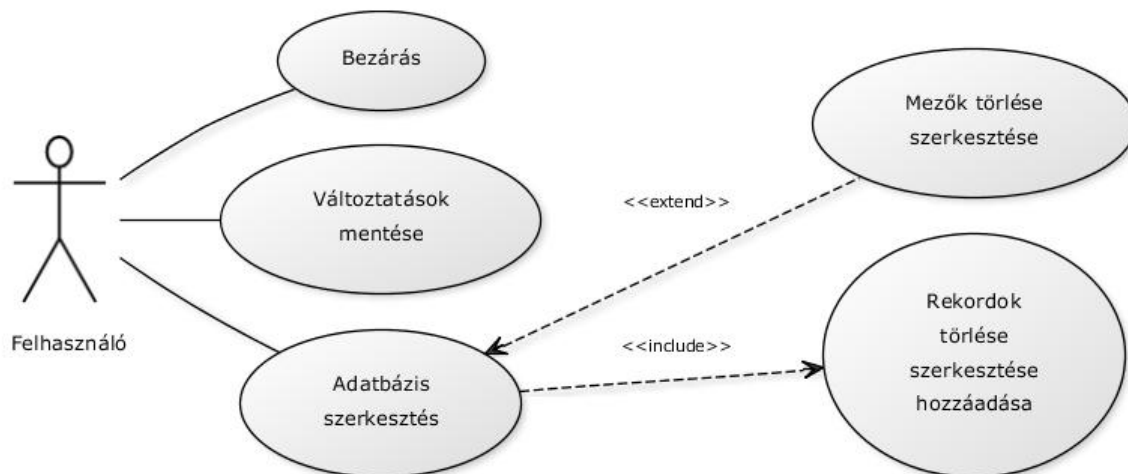 Bezárás
Mezők törlése
szerkesztése
Változtatások
mentése
<<extend>>
Felhasználó
Rekordok
törlése
szerkesztése
hozzáadása
<<include>>
Adatbázis
szerkesztés